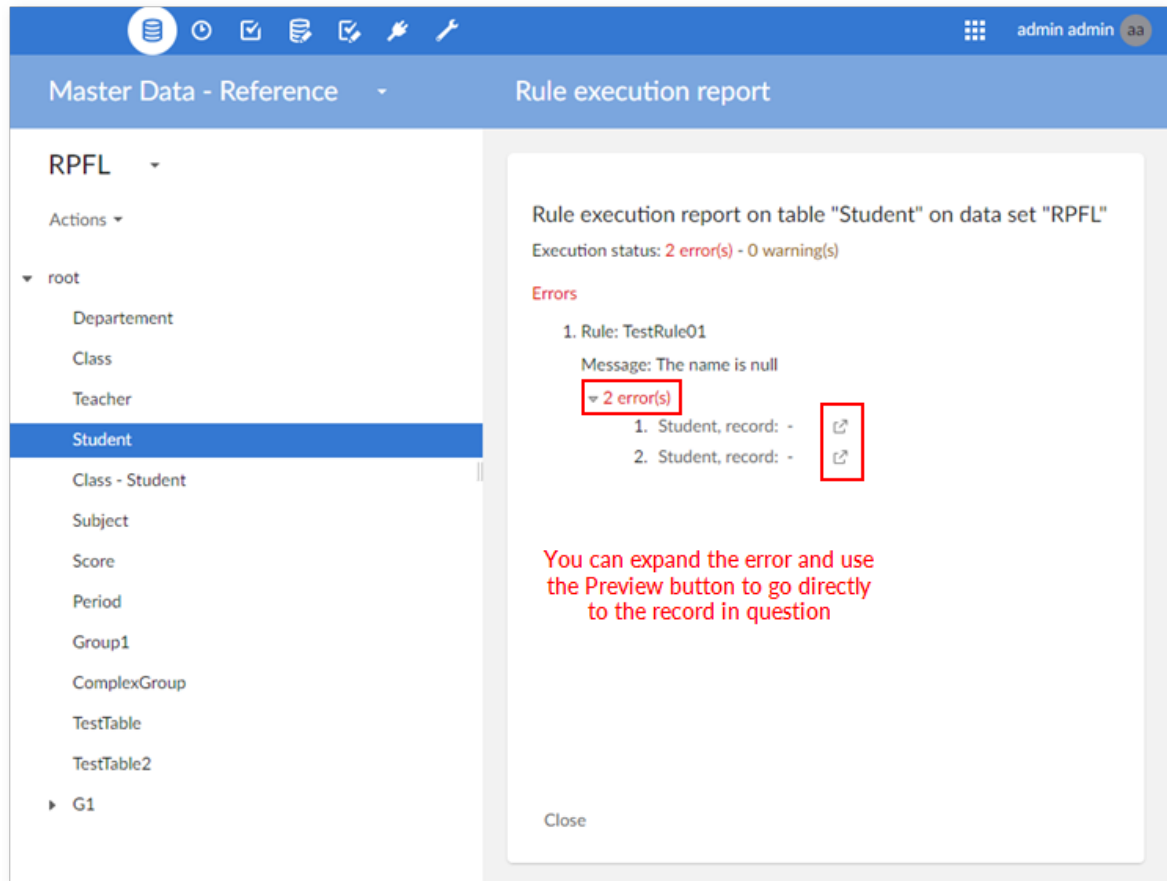 admin admin aa
Master Data - Reference
Rule execution report
RPFL
Actions
root
Departement
Class
Teacher
Student
Class - Student
Subject
Score
Period
Group1
ComplexGroup
TestTable
TestTable2
G1
Rule execution report on table "Student" on data set "RPFL"
Execution status: 2 error(s) - 0 warning(s)
Errors
1. Rule: TestRule01
Message: The name is null
2 error(s)
1. Student, record: -
2. Student, record: -
You can expand the error and use
the Preview button to go directly
to the record in question
Close